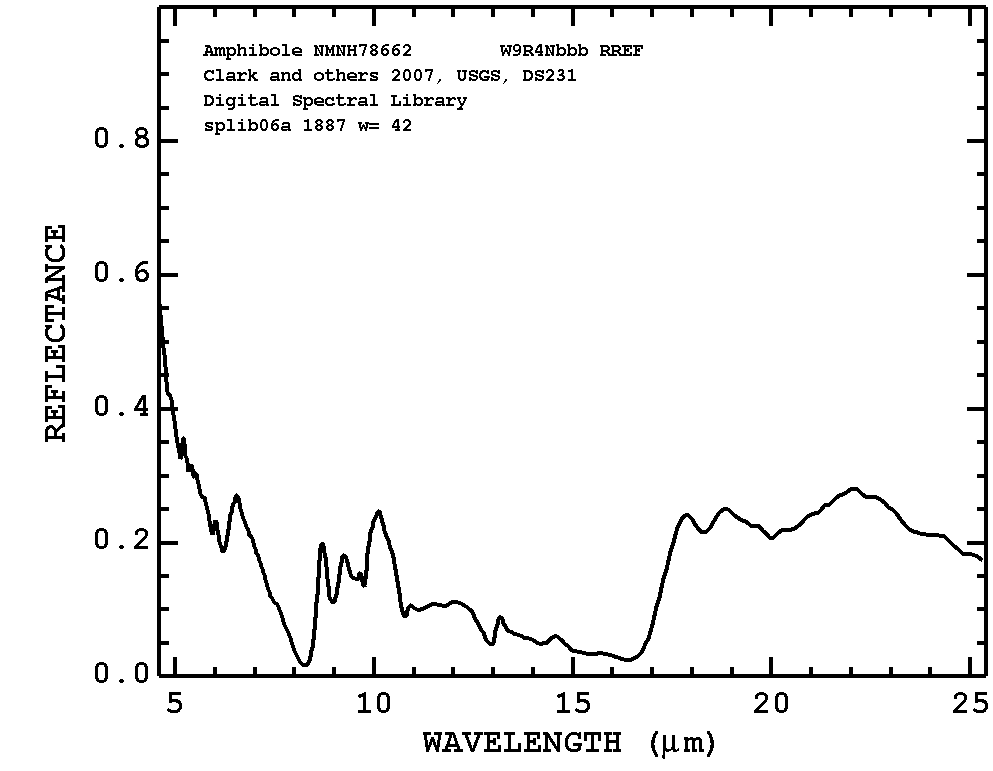 Amphibole NMNH78662 W9R4Nbbb RREF
Clark and others 2007, USGS, DS231
Digital Spectral Library
splib06a 1887 w= 42
REFLECTANCE
0.8
0.6
0.4
0.2
0.0
5 10 15 20 25
WAVELENGTH (μm)